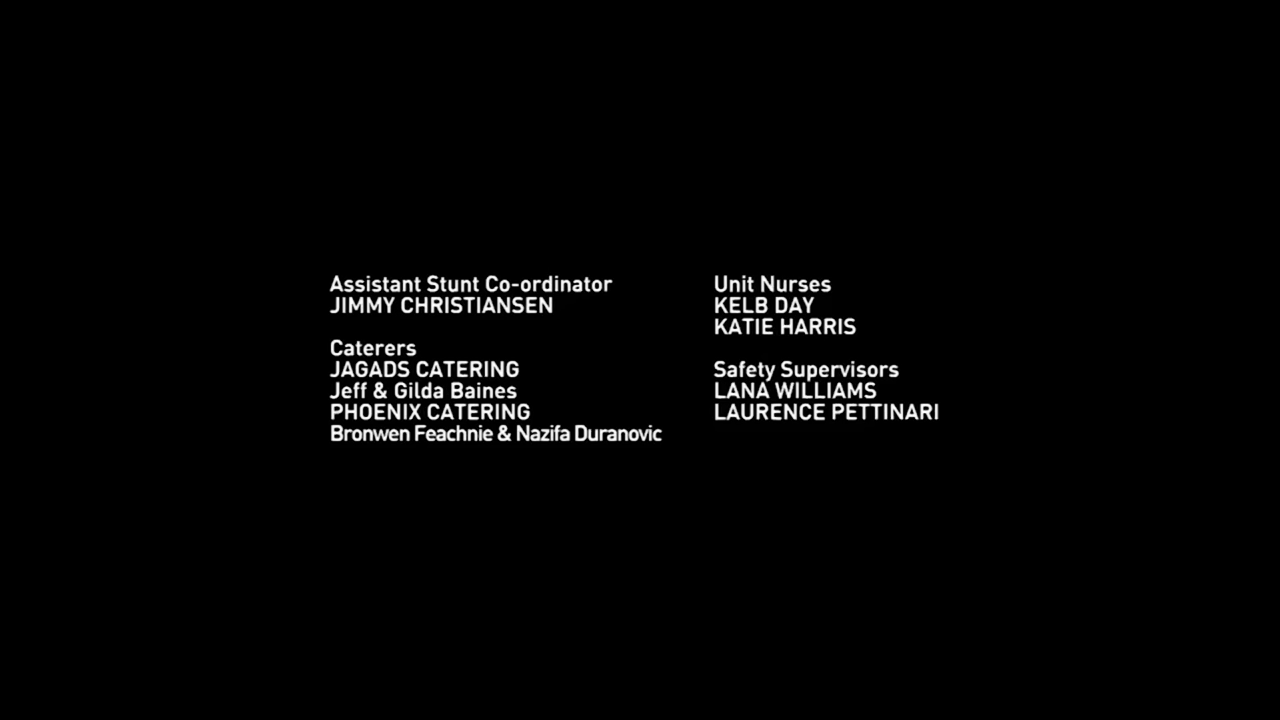 Assistant Stunt Co-ordinator
JIMMY CHRISTIANSEN
Caterers
JAGADS CATERING
Jeff & Gilda Baines
PHOENIX CATERING
Bronwen Feachnie & Nazifa Duranovic
Unit Nurses
KELB DAY
KATIE HARRIS
Safety Supervisors
LANA WILLIAMS
LAURENCE PETTINARI